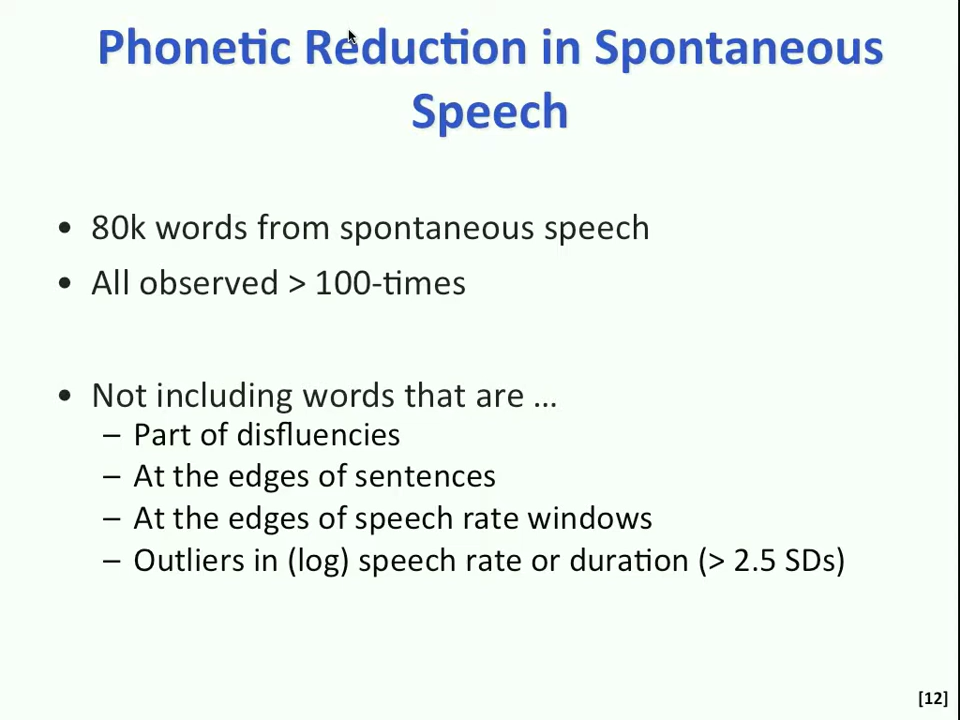 Phonetic Reduction in Spontaneous
Speech
• 80k words from spontaneous speech
• All observed > 100-times
• Not including words that are …
– Part of disfluencies
– At the edges of sentences
– At the edges of speech rate windows
– Outliers in (log) speech rate or duration (> 2.5 SDs)
[12]